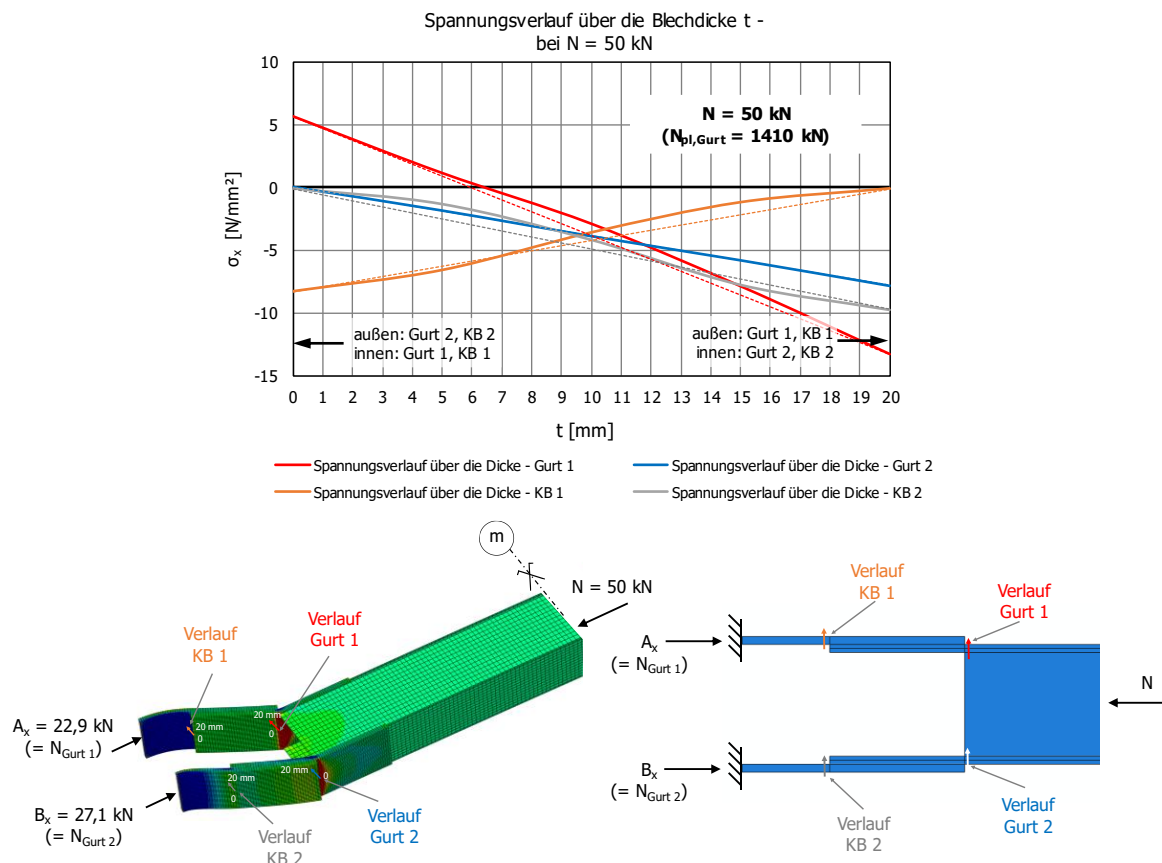 Spannungsverlauf über die Blechdicke t -
bei N = 50 kN
10
5
0
-5
-10
-15
σx [N/mm²]
N = 50 kN
(Npl,Gurt = 1410 kN)
außen: Gurt 2, KB 2
innen: Gurt 1, KB 1
außen: Gurt 1, KB 1
innen: Gurt 2, KB 2
0 1 2 3 4 5 6 7 8 9 10 11 12 13 14 15 16 17 18 19 20
t [mm]
Spannungsverlauf über die Dicke - Gurt 1
Spannungsverlauf über die Dicke - Gurt 2
Spannungsverlauf über die Dicke - KB 1
Spannungsverlauf über die Dicke - KB 2
m
N = 50 kN
Verlauf
Gurt 1
Verlauf
KB 1
20 mm
0
20 mm
0
Ax = 22,9 kN
(= NGurt 1)
20 mm
0
20 mm
0
Bx = 27,1 kN
(= NGurt 2)
Verlauf
KB 2
Verlauf
Gurt 2
Verlauf
KB 1
Verlauf
Gurt 1
Ax
(= NGurt 1)
N
Bx
(= NGurt 2)
Verlauf
KB 2
Verlauf
Gurt 2